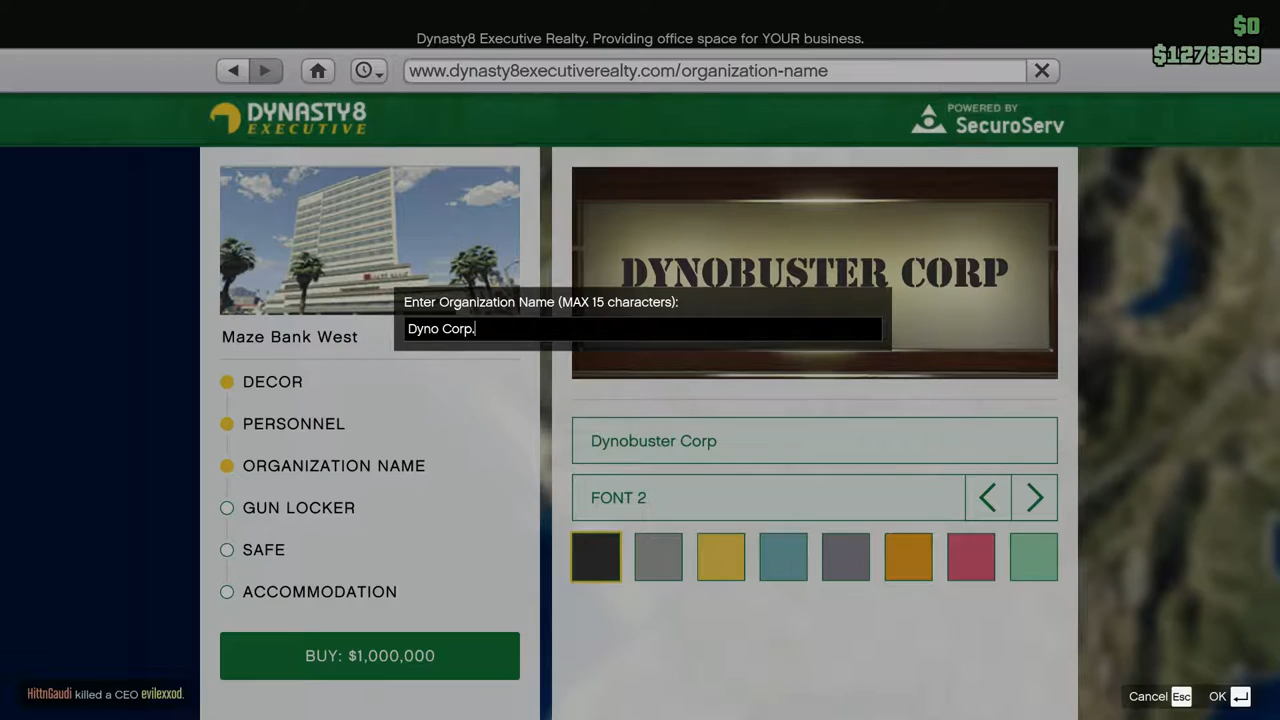 $0
Dynasty8 Executive Realty. Providing office space for YOUR business.
$1278369
www.dynasty8executiverealty.com/organization-name
DYNASTY8
EXECUTIVE
POWERED BY
SecuroServ
DYNOBUSTER CORP
Enter Organization Name (MAX 15 characters):
Dyno Corp.
Maze Bank West
DECOR
PERSONNEL
ORGANIZATION NAME
GUN LOCKER
SAFE
ACCOMMODATION
BUY: $1,000,000
Dynobuster Corp
FONT 2
HittnGaudi killed a CEO evilexxod.
Cancel Esc OK